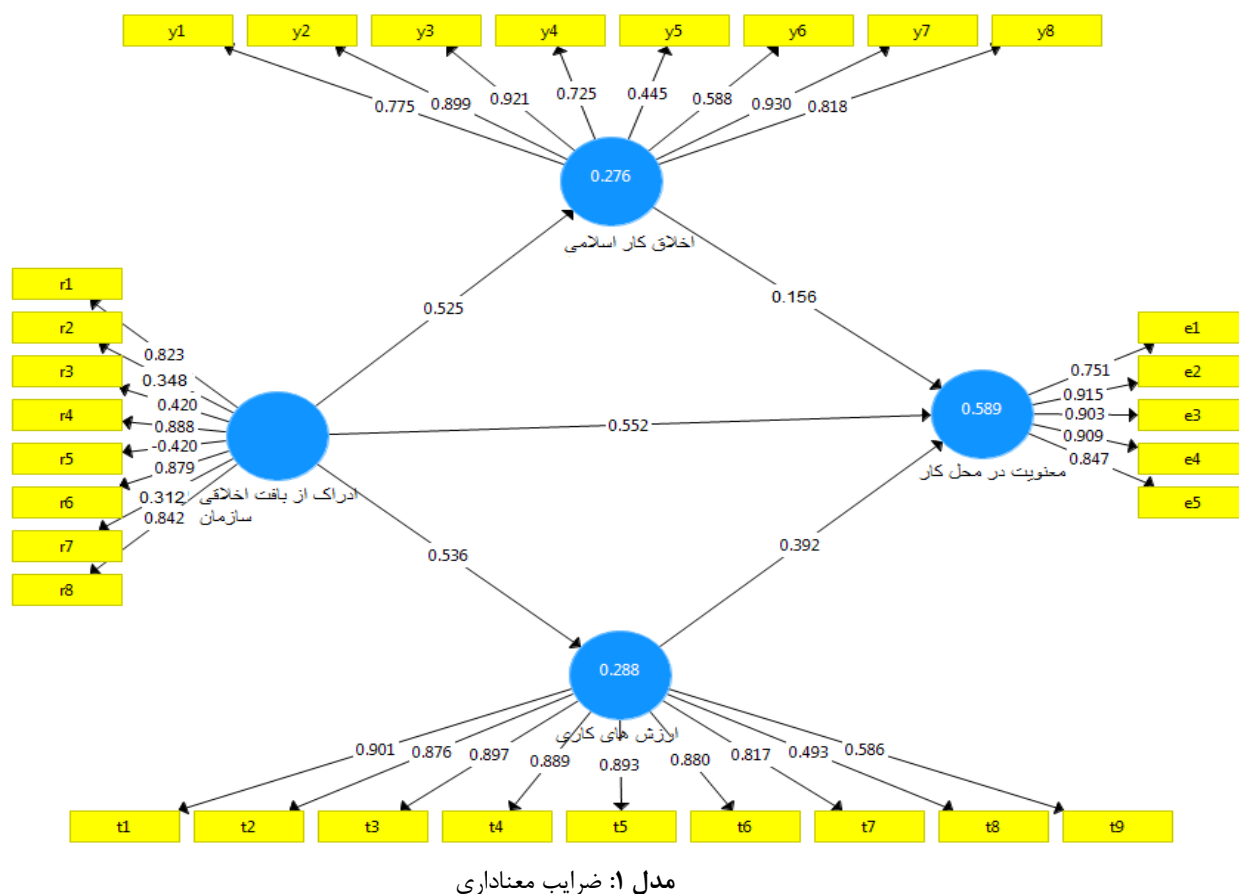 y1 y2 y3 y4 y5 y6 y7 y8
0.775 0.899 0.921 0.725 0.445 0.588 0.930 0.818
0.276
اخلاق کار اسلامی
r1
r2
r3
r4
r5
r6
r7
r8
0.823
0.348
0.420
0.888
-0.420
0.879
0.312
0.842
ادراک از بافت اخلاقی
سازمان
0.525
0.156
0.552
0.536
0.392
0.589
معنویت در محل کار
0.751
0.915
0.903
0.909
0.847
e1
e2
e3
e4
e5
0.288
ارزش های کاری
0.901 0.876 0.897 0.889 0.893 0.880 0.817 0.493 0.586
t1 t2 t3 t4 t5 t6 t7 t8 t9
مدل ۱: ضرایب معناداری